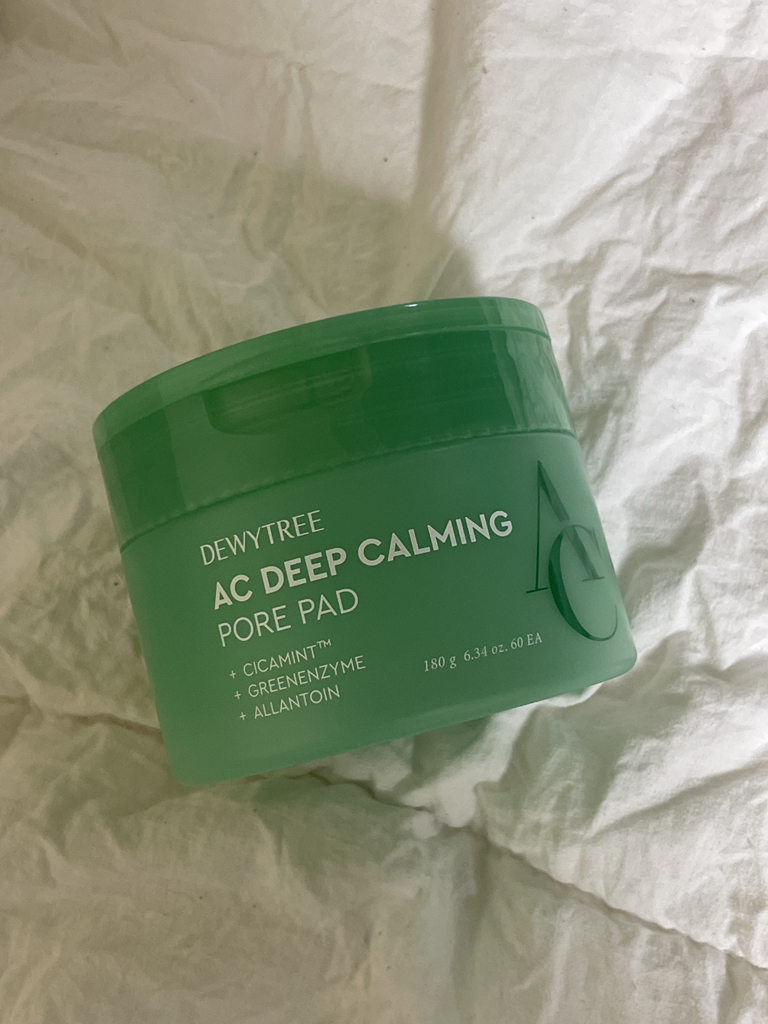 DEWYTREE
AC DEEP CALMING
PORE PAD
+ CICAMINT™
+ GREENENZYME
+ ALLANTOIN
180 g 6.34 oz. 60 EA
AC